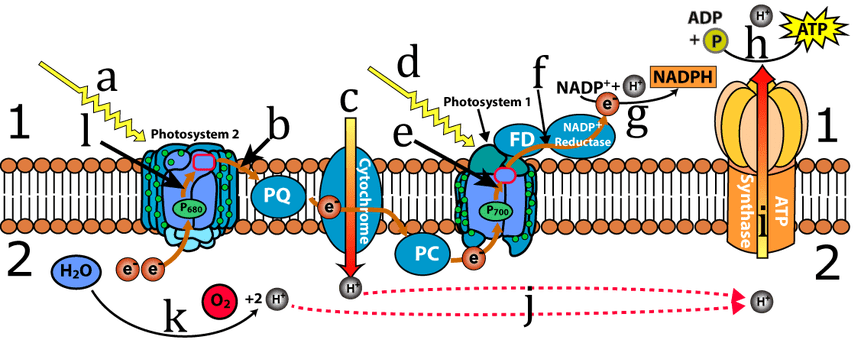 ADP
+ P
H+
ATP
h
a
d
f
NADP+ + H+
NADPH
c
Photosystem 1
e-
g
1
l
Photosystem 2
b
e
FD
NADP+
Reductase
1
Cytochrome
PQ
P680
e-
P700
PC
e-
ATP
Synthase
i
2
H2O
e- e-
2
O2
+2 H+
H+
H+
k
j